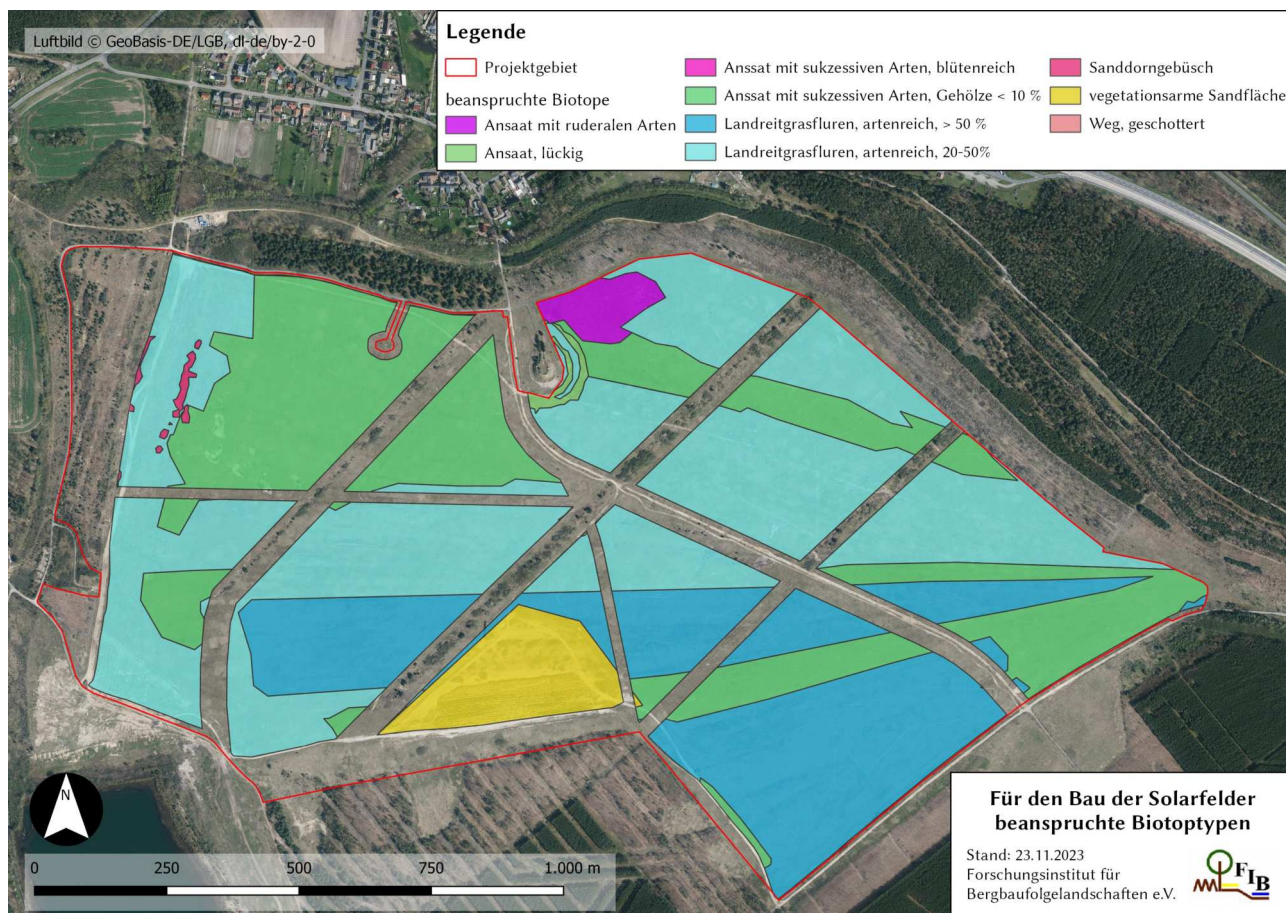 Luftbild © GeoBasis-DE/LGB, dl-de/by-2-0
Legende
Projektgebiet
beanspruchte Biotope
Ansaat mit ruderalen Arten
Ansaat, lückig
Anssat mit sukzessiven Arten, blütenreich
Anssat mit sukzessiven Arten, Gehölze < 10 %
Landreitgrasfluren, artenreich, > 50 %
Landreitgrasfluren, artenreich, 20-50%
Sanddorngebüsch
vegetationsarme Sandfläche
Weg, geschottert
N
0 250 500 750 1.000 m
Für den Bau der Solarfelder
beanspruchte Biotoptypen
Stand: 23.11.2023
Forschungsinstitut für
Bergbaufolgelandschaften e.V.
FIB